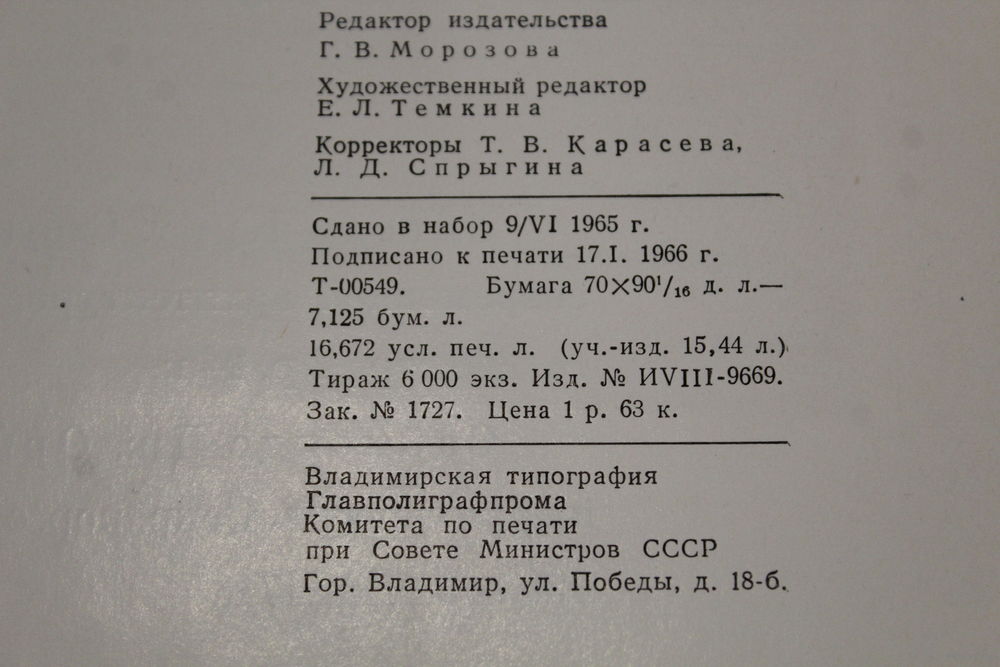 Редактор издательства
Г. В. Морозова
Художественный редактор
Е. Л. Темкина
Корректоры Т. В. Карасева,
Л. Д. Спрыгина
Сдано в набор 9/VI 1965 г.
Подписано к печати 17.I. 1966 г.
Т-00549. Бумага 70×90¹/₁₆ д. л.—
7,125 бум. л.
16,672 усл. печ. л. (уч.-изд. 15,44 л.)
Тираж 6 000 экз. Изд. № ИVIII-9669.
Зак. № 1727. Цена 1 р. 63 к.
Владимирская типография
Главполиграфпрома
Комитета по печати
при Совете Министров СССР
Гор. Владимир, ул. Победы, д. 18-б.